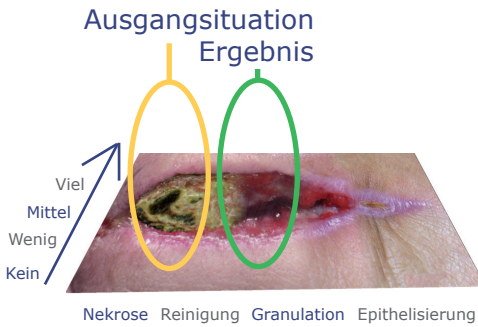 Ausgangsituation
Ergebnis
Viel
Mittel
Wenig
Kein
Nekrose Reinigung Granulation Epithelisierung